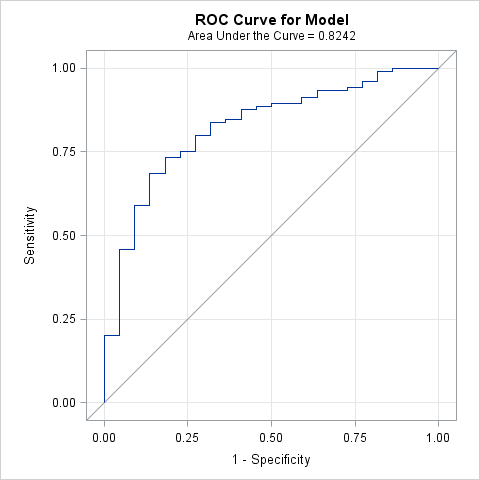 ROC Curve for Model
Area Under the Curve = 0.8242
1.00
0.75
0.50
0.25
0.00
Sensitivity
0.00 0.25 0.50 0.75 1.00
1 - Specificity